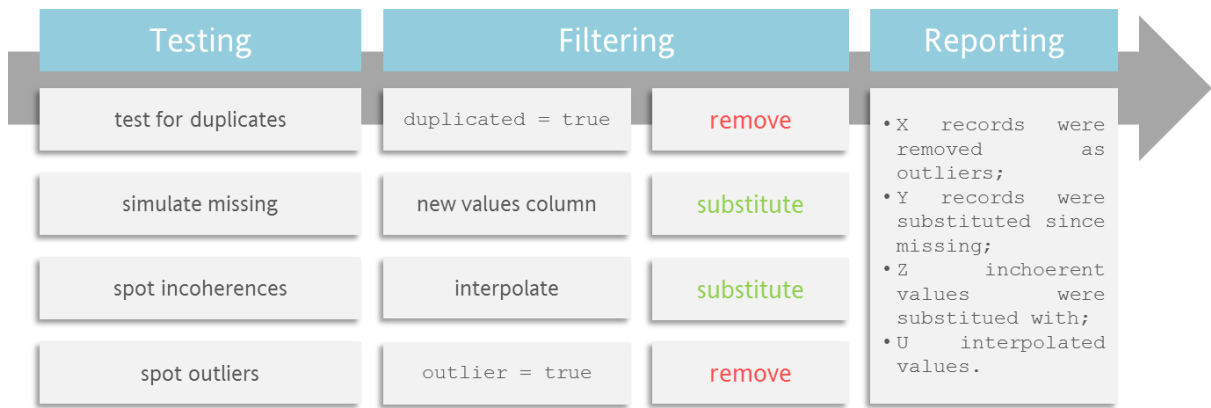 Testing
Filtering
Reporting
test for duplicates
duplicated = true
remove
simulate missing
new values column
substitute
spot incoherences
interpolate
substitute
spot outliers
outlier = true
remove
• X records were
removed as
outliers;
• Y records were
substituted since
missing;
• Z inchoerent
values were
substitued with;
• U interpolated
values.